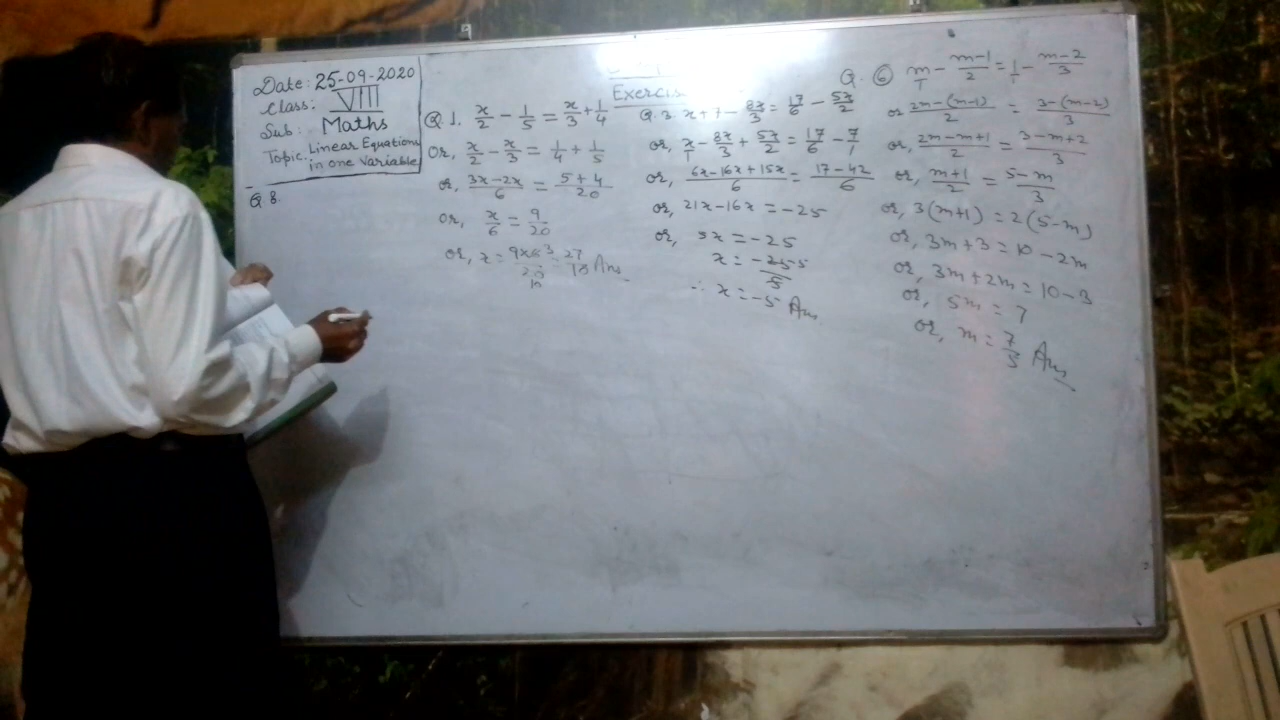 Date: 25-09-2020
Class: VIII
Sub: Maths
Topic: Linear Equations
in one Variable
Q 8.
Exercis
Q 1. x/2 - 1/5 = x/3 + 1/4
Or, x/2 - x/3 = 1/4 + 1/5
or, 3x-2x/6 = 5+4/20
or, x/6 = 9/20
or, x = 9×6 3/20 10 = 27/10 Ans
Q. 3. x + 7 - 8x/3 = 17/6 - 5x/2
or, x/1 - 8x/3 + 5x/2 = 17/6 - 7/1
or, 6x-16x+15x/6 = 17-42/6
or, 21x-16x = -25
or, 5x = -25
x = -25 5/5
∴ x = -5 Ans
Q. 6 m/1 - m-1/2 = 1/1 - m-2/3
or 2m-(m-1)/2 = 3-(m-2)/3
or, 2m-m+1/2 = 3-m+2/3
or, m+1/2 = 5-m/3
or, 3(m+1) = 2(5-m)
or, 3m+3 = 10-2m
or, 3m+2m = 10-3
or, 5m = 7
or, m = 7/5 Ans